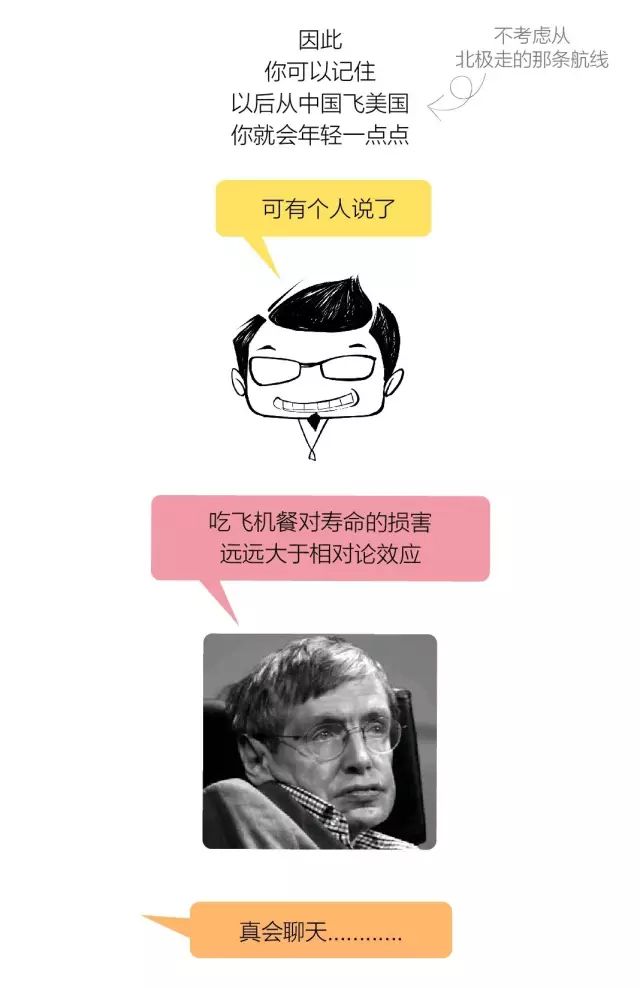 因此
你可以记住
以后从中国飞美国
你就会年轻一点点
不考虑从
北极走的那条航线
可有个人说了
吃飞机餐对寿命的损害
远远大于相对论效应
真会聊天............